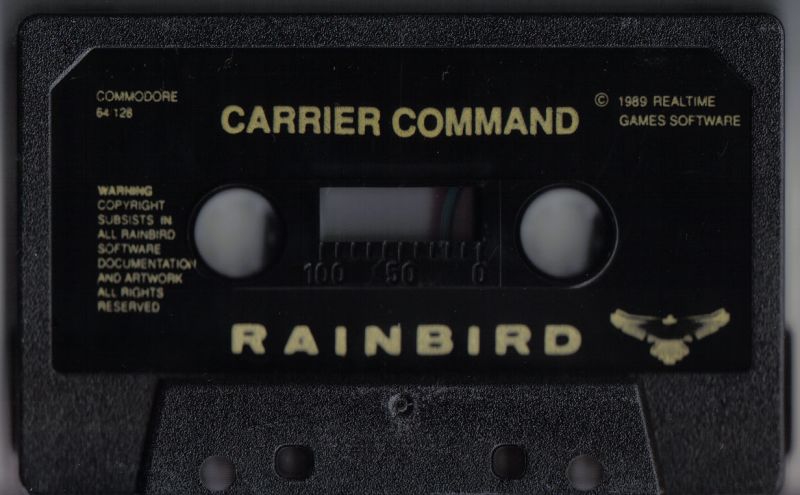 COMMODORE
64 128
CARRIER COMMAND
© 1989 REALTIME
GAMES SOFTWARE
WARNING
COPYRIGHT
SUBSISTS IN
ALL RAINBIRD
SOFTWARE
DOCUMENTATION
AND ARTWORK
ALL RIGHTS
RESERVED
100 50 0
RAINBIRD